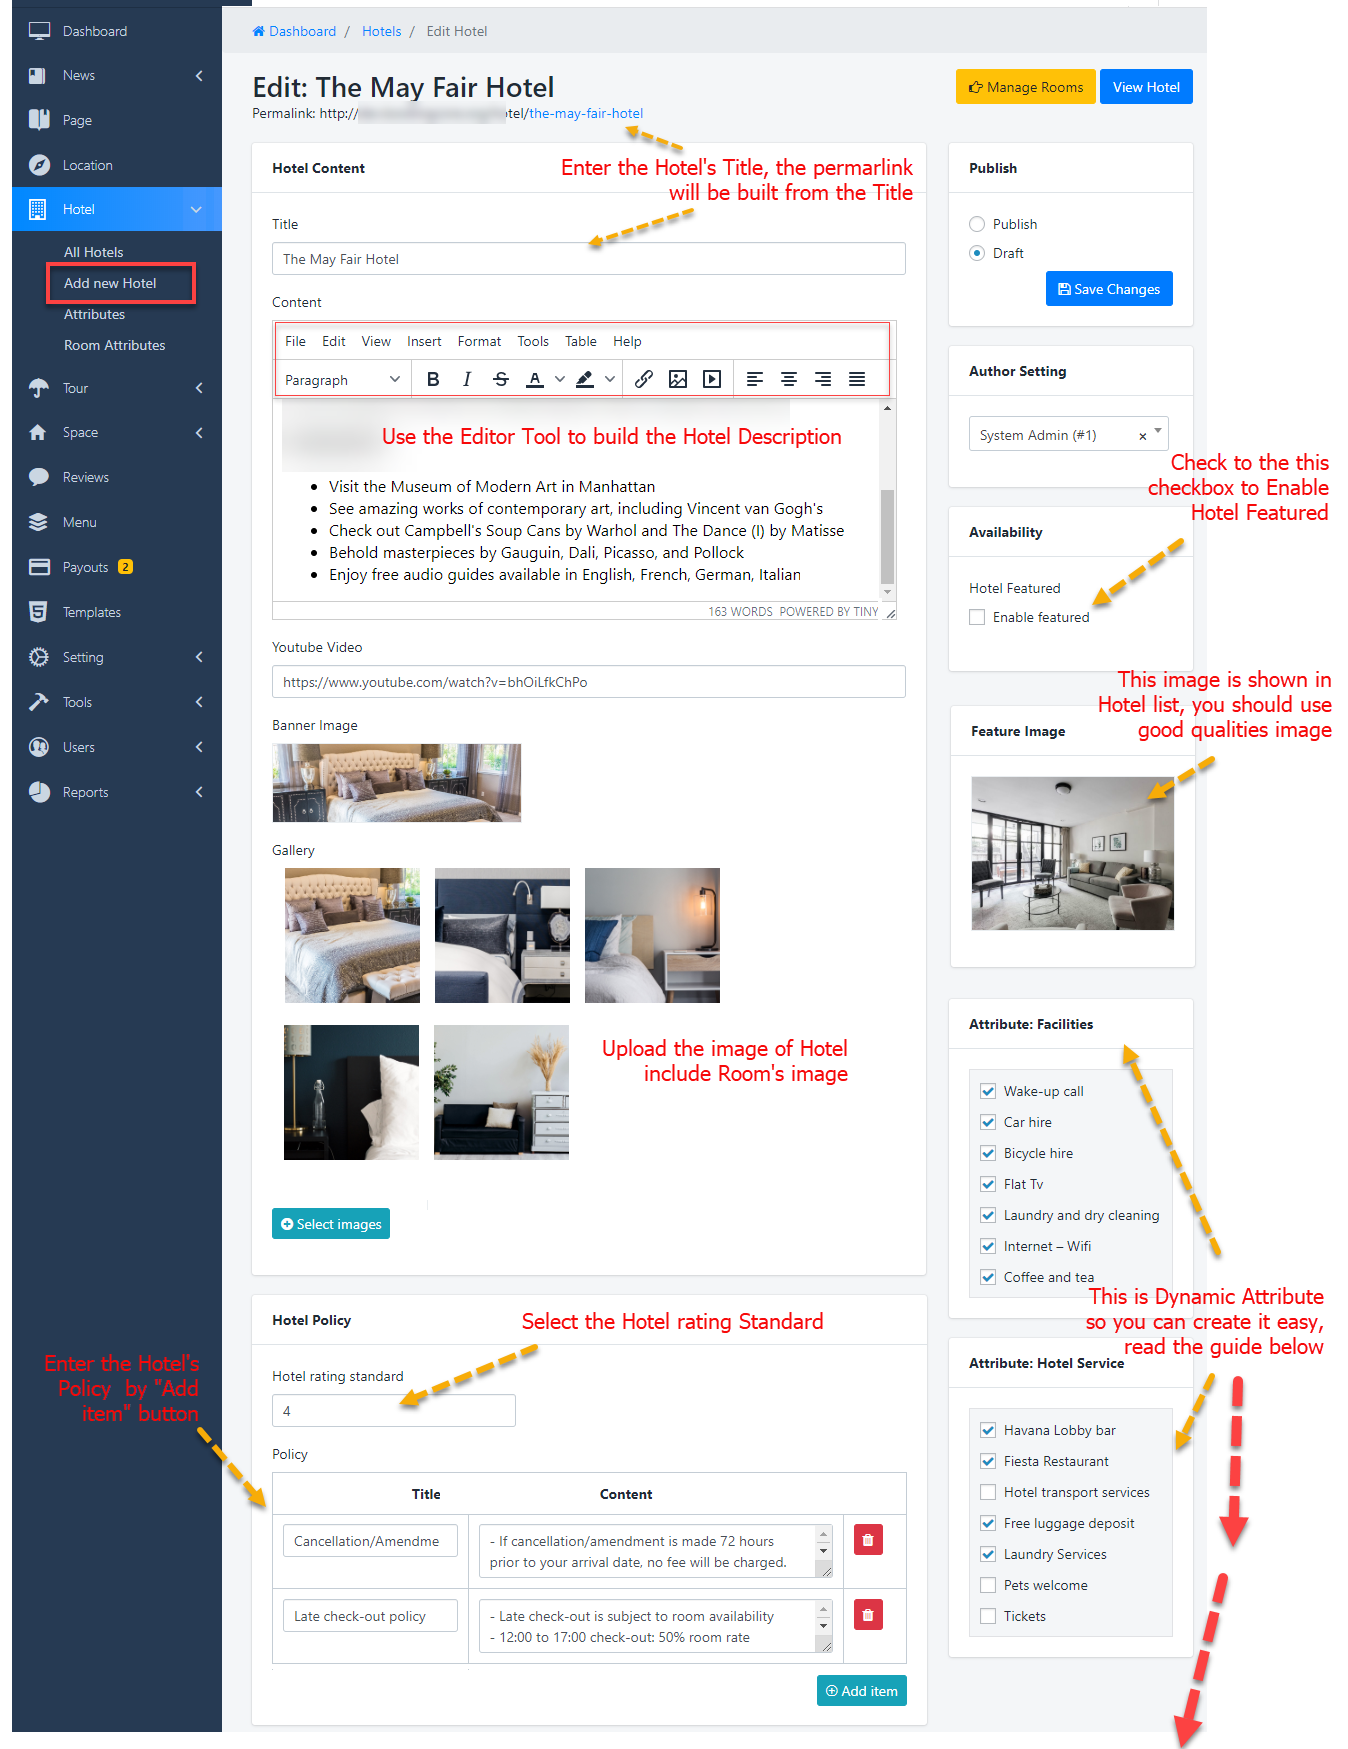 Dashboard
News
Page
Location
Hotel
All Hotels
Add new Hotel
Attributes
Room Attributes
Tour
Space
Reviews
Menu
Payouts 2
Templates
Setting
Tools
Users
Reports
Dashboard / Hotels / Edit Hotel
Edit: The May Fair Hotel
Permalink: http:// otel/the-may-fair-hotel
Manage Rooms
View Hotel
Enter the Hotel's Title, the permarlink
will be built from the Title
Hotel Content
Title
The May Fair Hotel
Content
File Edit View Insert Format Tools Table Help
Paragraph B I S A
Use the Editor Tool to build the Hotel Description
• Visit the Museum of Modern Art in Manhattan
• See amazing works of contemporary art, including Vincent van Gogh's
• Check out Campbell's Soup Cans by Warhol and The Dance (I) by Matisse
• Behold masterpieces by Gauguin, Dali, Picasso, and Pollock
• Enjoy free audio guides available in English, French, German, Italian
163 WORDS POWERED BY TINY
Youtube Video
https://www.youtube.com/watch?v=bhOiLfkChPo
Banner Image
Gallery
Upload the image of Hotel
include Room's image
Select images
Hotel Policy
Select the Hotel rating Standard
Hotel rating standard
4
Enter the Hotel's
Policy by "Add
item" button
Policy
Title Content
Cancellation/Amendme
- If cancellation/amendment is made 72 hours
prior to your arrival date, no fee will be charged.
Late check-out policy
- Late check-out is subject to room availability
- 12:00 to 17:00 check-out: 50% room rate
Add item
Publish
Publish
Draft
Save Changes
Author Setting
System Admin (#1) ×
Check to the this
checkbox to Enable
Hotel Featured
Availability
Hotel Featured
Enable featured
This image is shown in
Hotel list, you should use
good qualities image
Feature Image
Attribute: Facilities
Wake-up call
Car hire
Bicycle hire
Flat Tv
Laundry and dry cleaning
Internet – Wifi
Coffee and tea
This is Dynamic Attribute
so you can create it easy,
read the guide below
Attribute: Hotel Service
Havana Lobby bar
Fiesta Restaurant
Hotel transport services
Free luggage deposit
Laundry Services
Pets welcome
Tickets